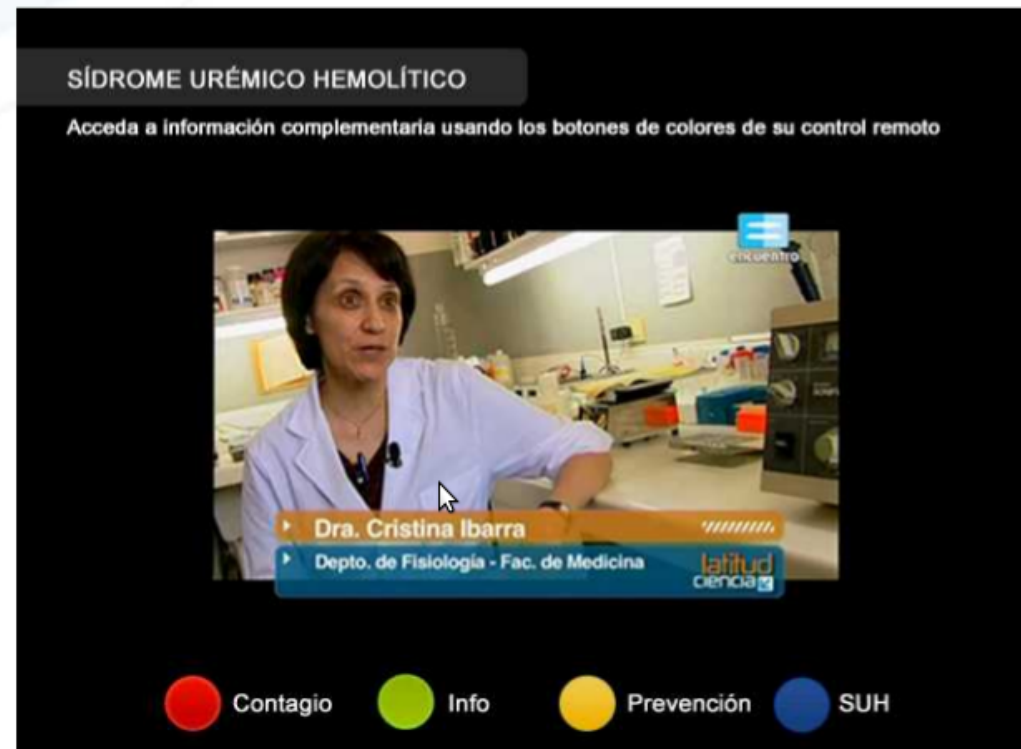 SÍDROME URÉMICO HEMOLÍTICO
Acceda a información complementaria usando los botones de colores de su control remoto
encuentro
Dra. Cristina Ibarra
Depto. de Fisiología - Fac. de Medicina
latitud
ciencia
Contagio
Info
Prevención
SUH